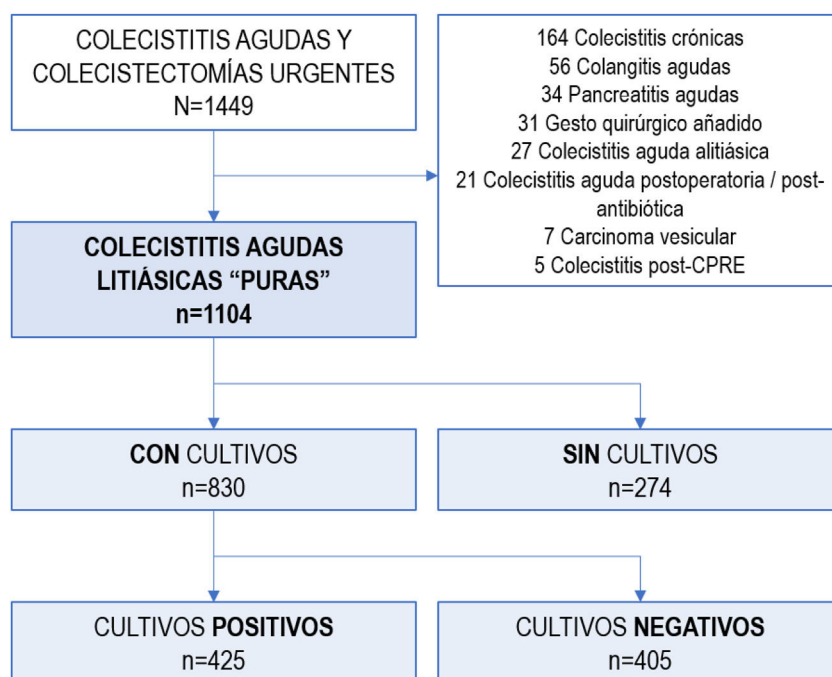 COLECISTITIS AGUDAS Y
COLECISTECTOMÍAS URGENTES
N=1449
164 Colecistitis crónicas
56 Colangitis agudas
34 Pancreatitis agudas
31 Gesto quirúrgico añadido
27 Colecistitis aguda alitiásica
21 Colecistitis aguda postoperatoria / post-
antibiótica
7 Carcinoma vesicular
5 Colecistitis post-CPRE
COLECISTITIS AGUDAS
LITIÁSICAS “PURAS”
n=1104
CON CULTIVOS
n=830
SIN CULTIVOS
n=274
CULTIVOS POSITIVOS
n=425
CULTIVOS NEGATIVOS
n=405